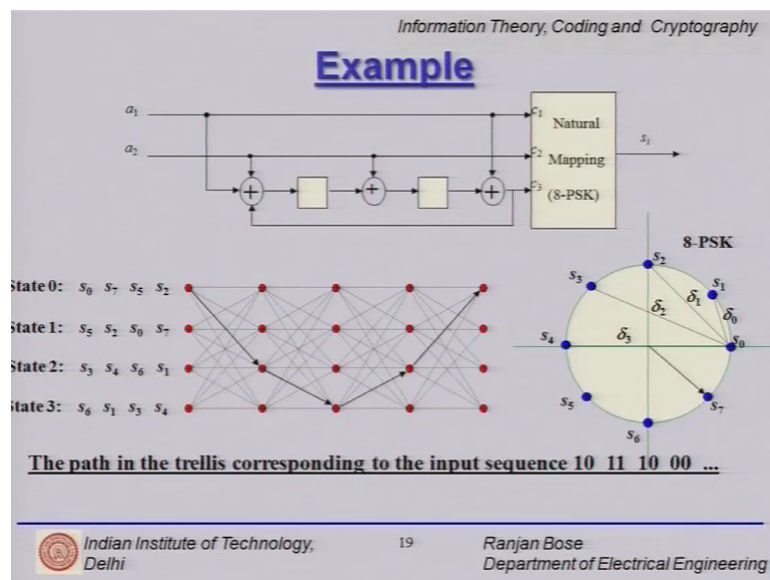 Information Theory, Coding and Cryptography
Example
a₁
a₂
c₁
c₂
c₃
Natural
Mapping
(8-PSK)
sᵢ
+ + +
8-PSK
State 0: s₀ s₇ s₅ s₂
State 1: s₅ s₂ s₀ s₇
State 2: s₃ s₄ s₆ s₁
State 3: s₆ s₁ s₃ s₄
s₂
s₃
s₁
δ₁
δ₀
δ₂
s₄
δ₃
s₀
s₅
s₇
s₆
The path in the trellis corresponding to the input sequence 10 11 10 00 ...
Indian Institute of Technology,
Delhi
19
Ranjan Bose
Department of Electrical Engineering